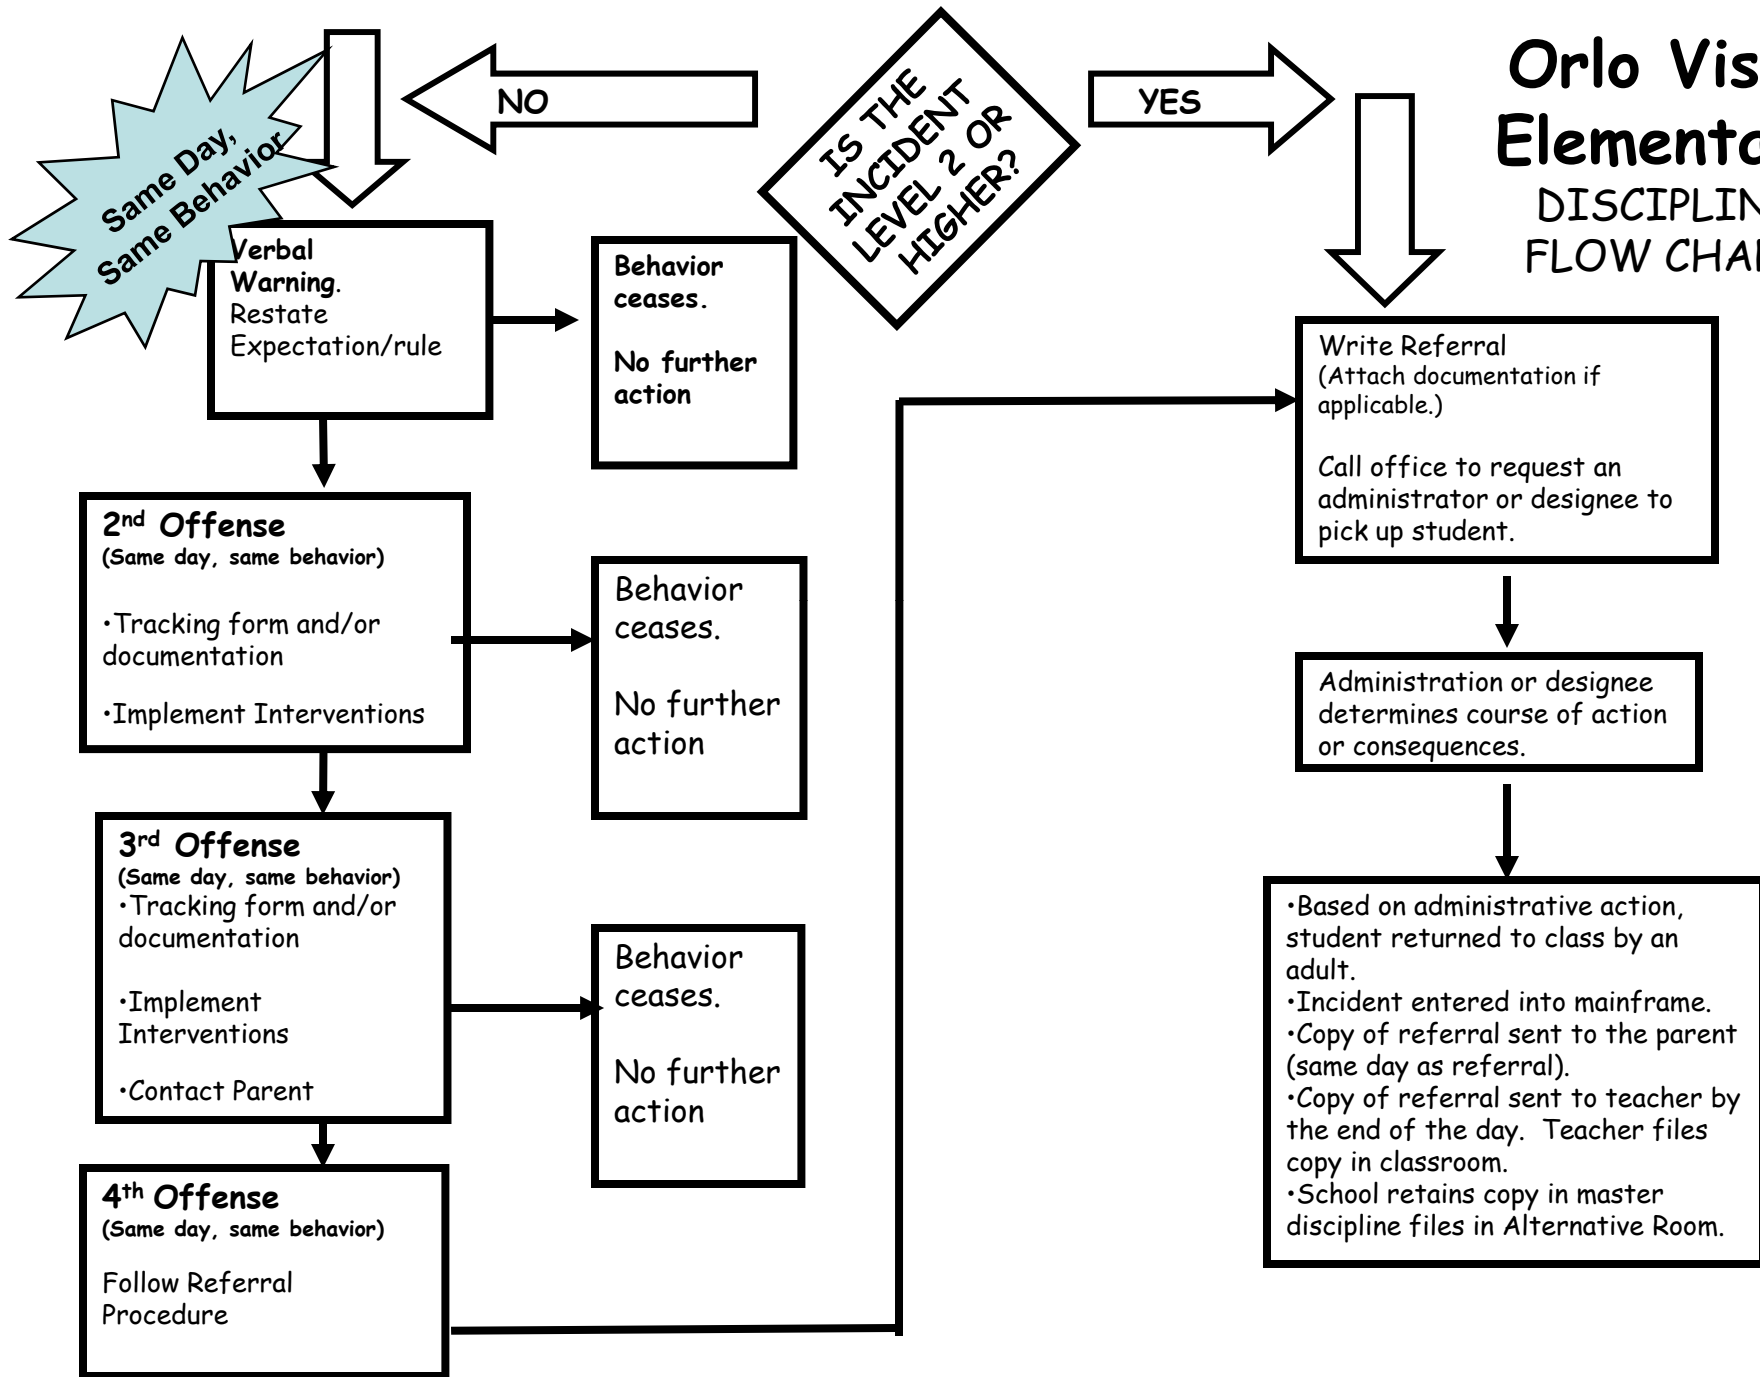 Same Day,
Same Behavior
NO
IS THE
INCIDENT
LEVEL 2 OR
HIGHER?
YES
Orlo
DISCIPLIN
FLOW
Verbal
Warning.
Restate
Expectation/rule
Behavior
ceases.
No further
action
2nd Offense
(Same day, same behavior)
•Tracking form and/or
documentation
•Implement Interventions
Behavior
ceases.
No further
action
3rd Offense
(Same day, same behavior)
•Tracking form and/or
documentation
•Implement
Interventions
•Contact Parent
Behavior
ceases.
No further
action
4th Offense
(Same day, same behavior)
Follow Referral
Procedure
Write Referral
(Attach documentation if
applicable.)
Call office to request an
administrator or designee to
pick up student.
Administration or designee
determines course of action
or consequences.
•Based on administrative action,
student returned to class by an
adult.
•Incident entered into mainframe.
•Copy of referral sent to the parent
(same day as referral).
•Copy of referral sent to teacher by
the end of the day.  Teacher files
copy in classroom.
•School retains copy in master
discipline files in Alternative Room.